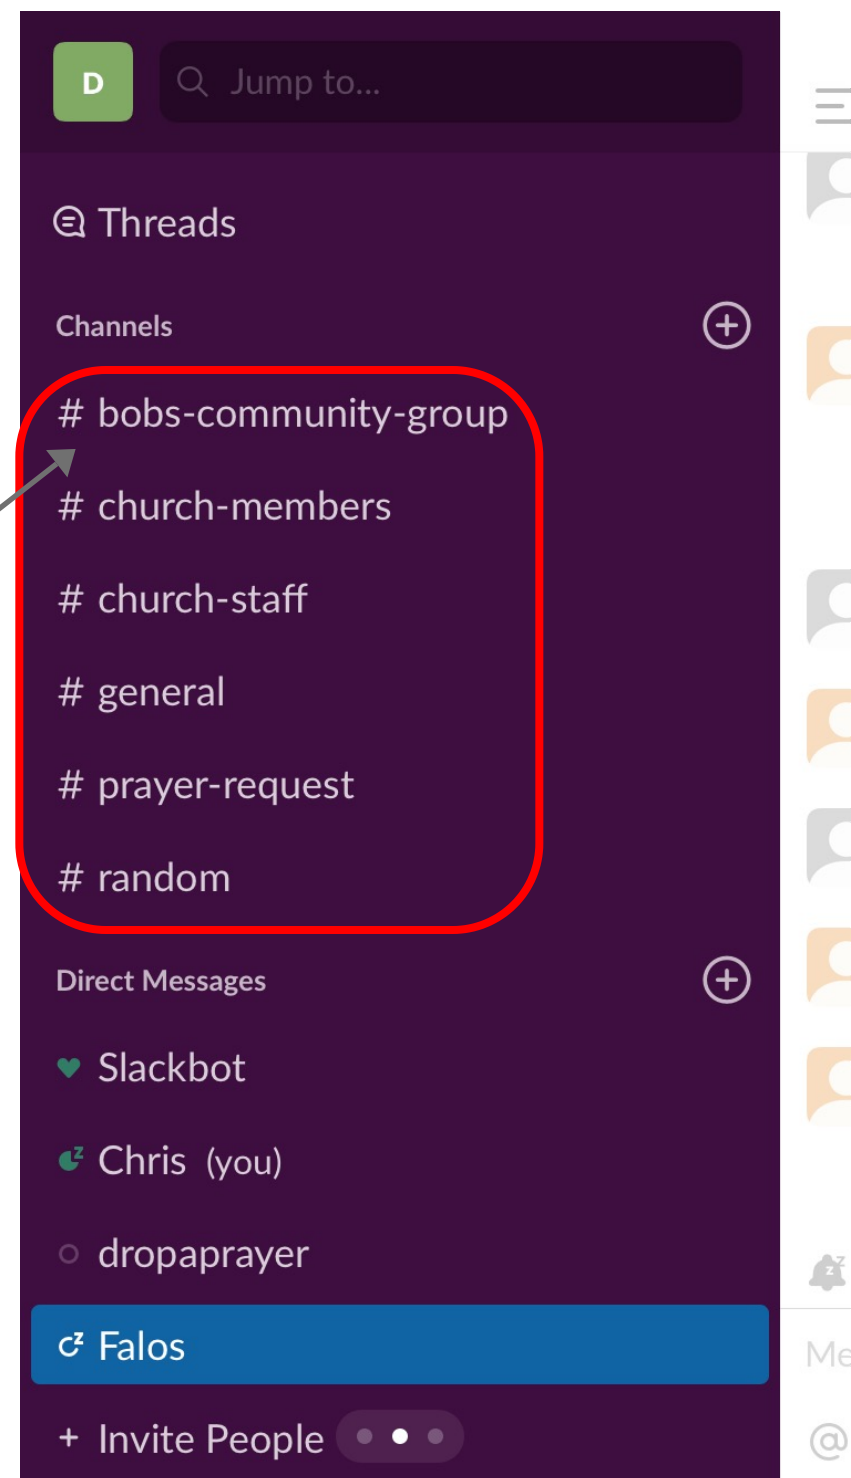 D
Jump to...
Threads
Channels
# bobs-community-group
# church-members
# church-staff
# general
# prayer-request
# random
Direct Messages
Slackbot
Chris (you)
dropaprayer
Falos
+ Invite People
Me
@